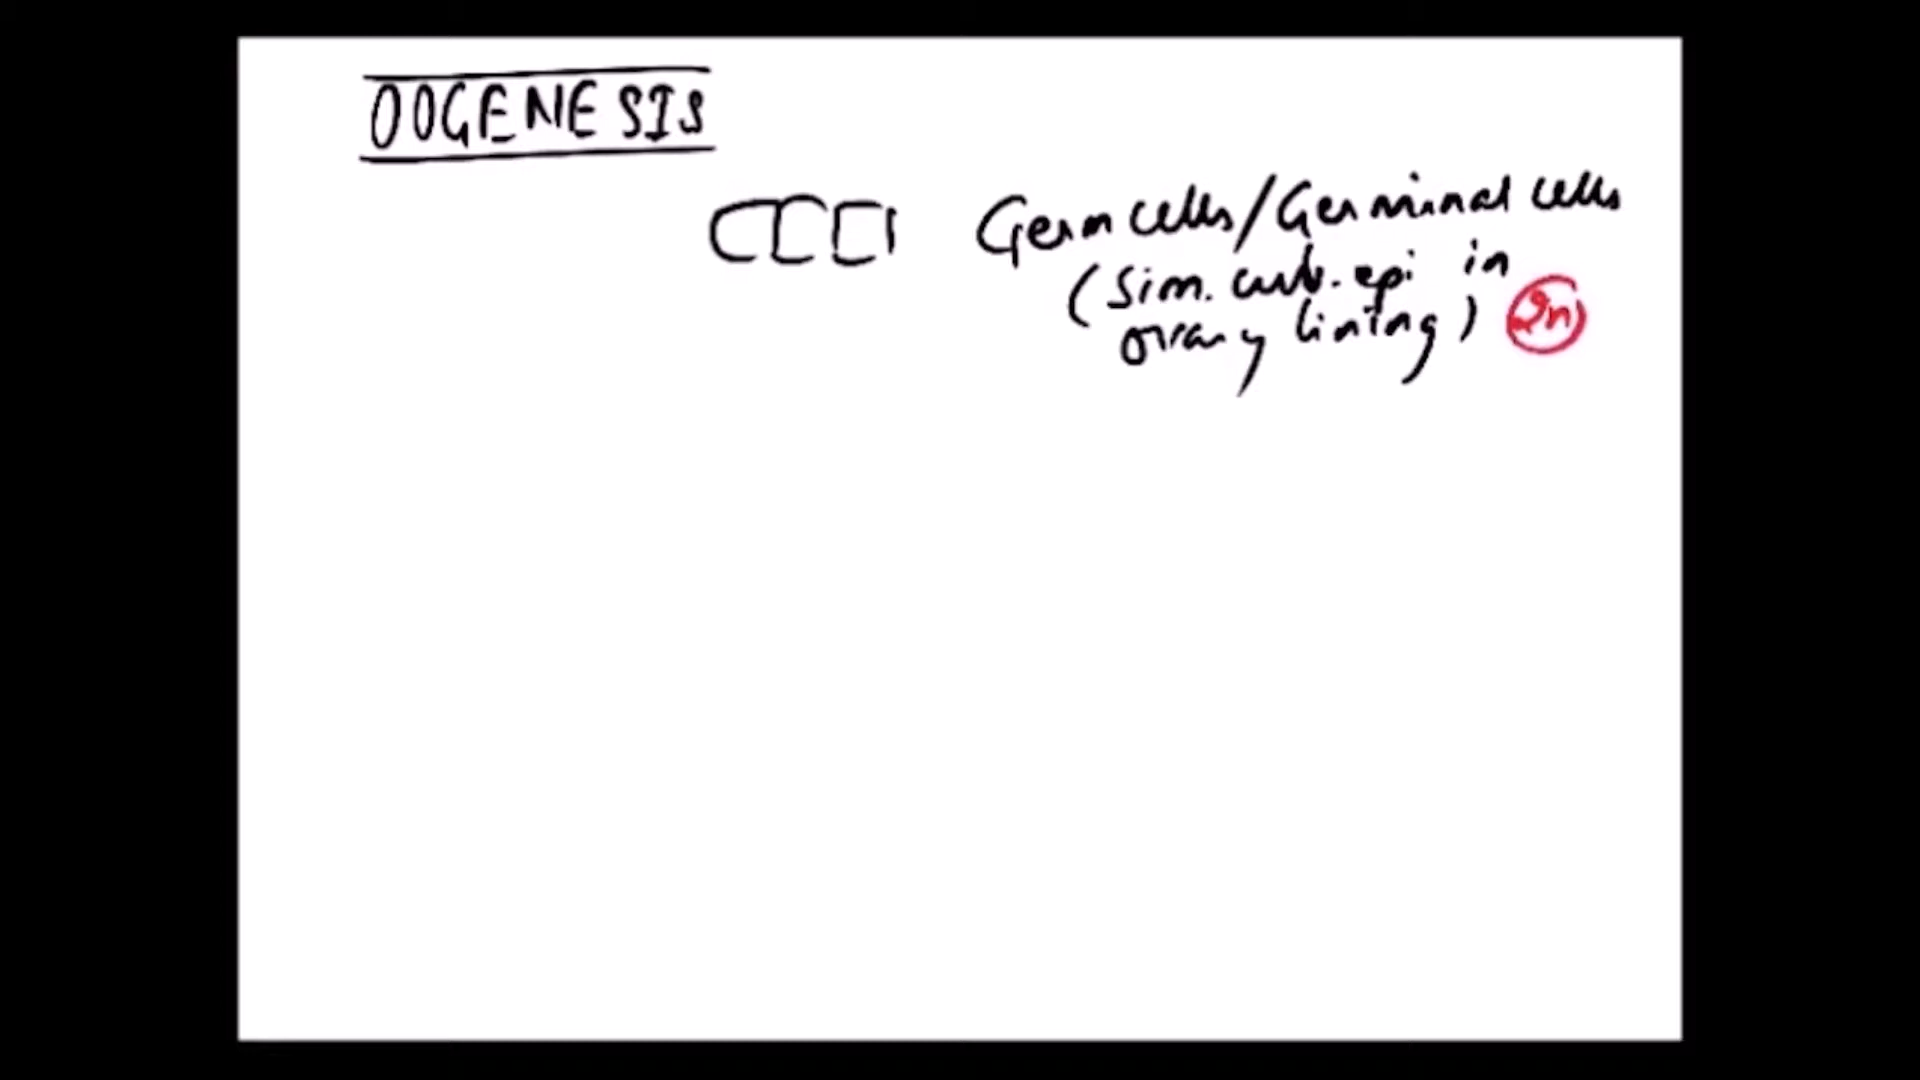 OOGENESIS
Germ cells/Germinal cells
(Sim. cub. epi in
ovary lining) 2n